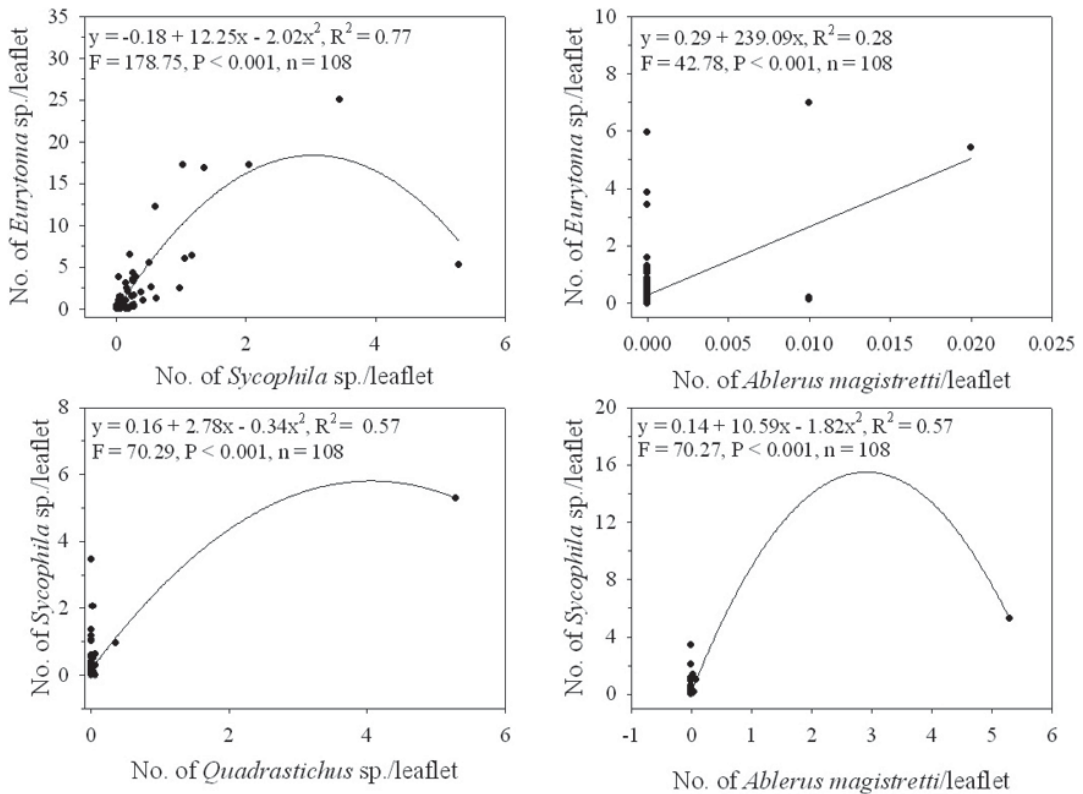 y = -0.18 + 12.25x - 2.02x², R² = 0.77
F = 178.75, P < 0.001, n = 108
No. of Eurytoma sp./leaflet
35
30
25
20
15
10
5
0
0 2 4 6
No. of Sycophila sp./leaflet
y = 0.29 + 239.09x, R² = 0.28
F = 42.78, P < 0.001, n = 108
No. of Eurytoma sp./leaflet
10
8
6
4
2
0
0.000 0.005 0.010 0.015 0.020 0.025
No. of Ablerus magistretti/leaflet
y = 0.16 + 2.78x - 0.34x², R² = 0.57
F = 70.29, P < 0.001, n = 108
No. of Sycophila sp./leaflet
8
6
4
2
0
0 2 4 6
No. of Quadrastichus sp./leaflet
y = 0.14 + 10.59x - 1.82x², R² = 0.57
F = 70.27, P < 0.001, n = 108
No. of Sycophila sp./leaflet
20
16
12
8
4
0
-1 0 1 2 3 4 5 6
No. of Ablerus magistretti/leaflet